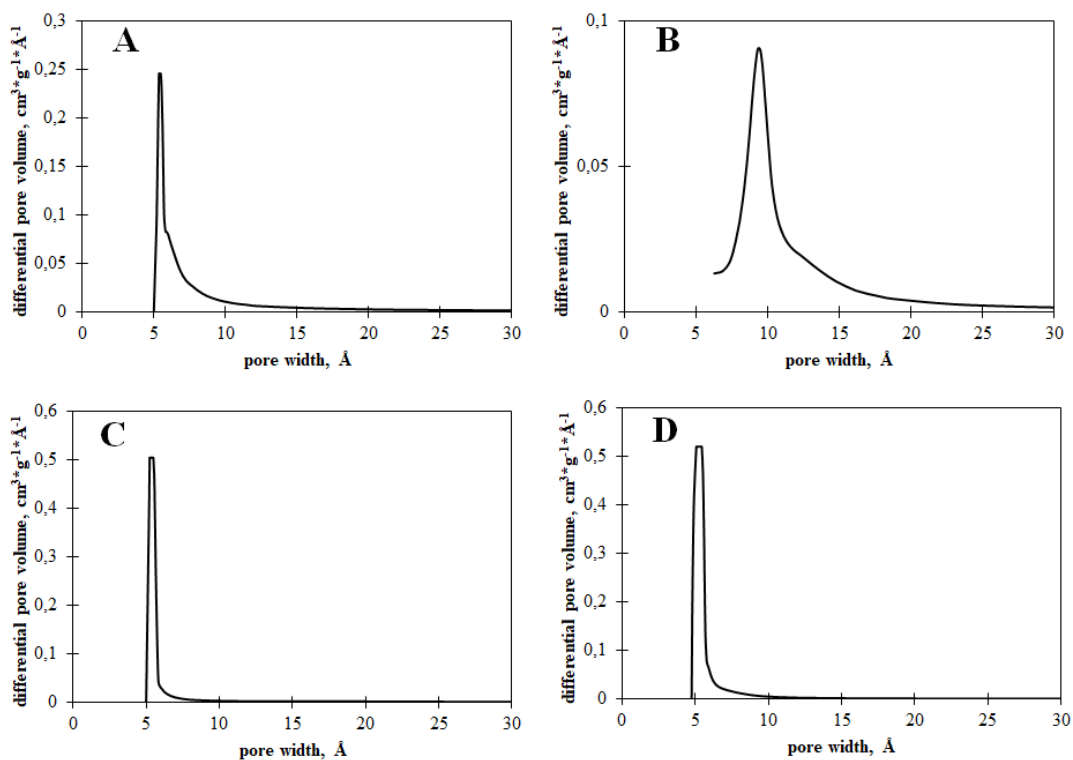 A
differential pore volume, cm³*g⁻¹*Å⁻¹
0,3
0,25
0,2
0,15
0,1
0,05
0
0 5 10 15 20 25 30
pore width, Å
B
differential pore volume, cm³*g⁻¹*Å⁻¹
0,1
0,05
0
0 5 10 15 20 25 30
pore width, Å
C
differential pore volume, cm³*g⁻¹*Å⁻¹
0,6
0,5
0,4
0,3
0,2
0,1
0
0 5 10 15 20 25 30
pore width, Å
D
differential pore volume, cm³*g⁻¹*Å⁻¹
0,6
0,5
0,4
0,3
0,2
0,1
0
0 5 10 15 20 25 30
pore width, Å